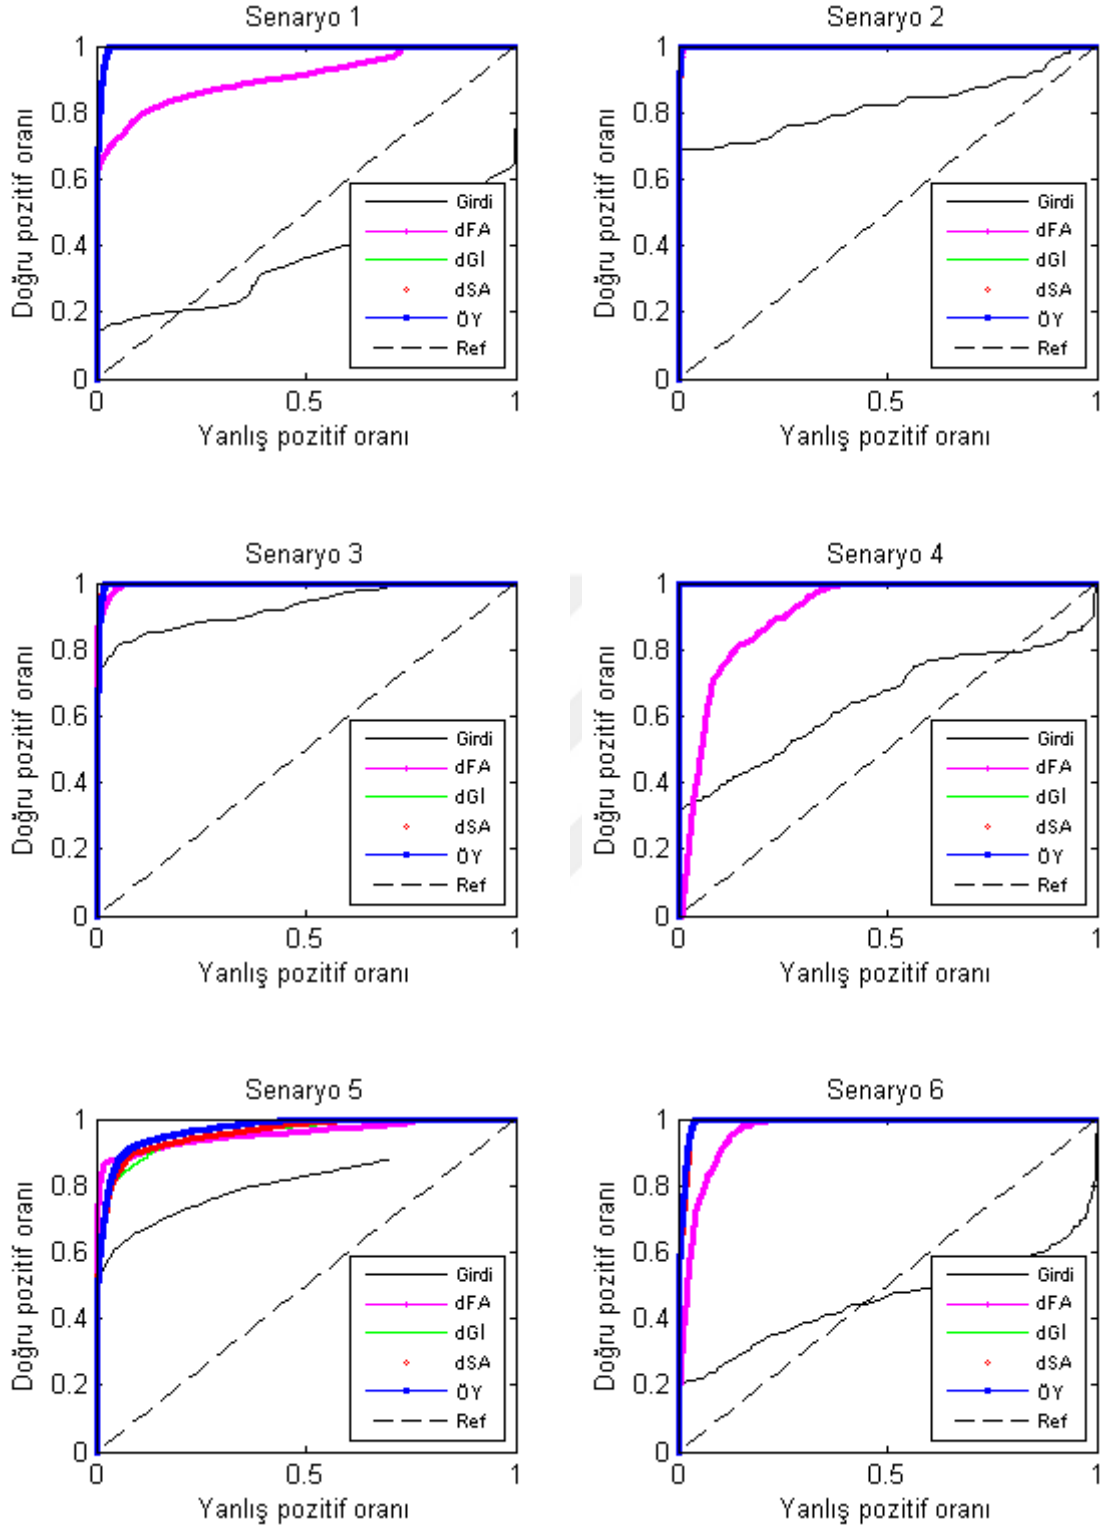 Senaryo 1
Doğru pozitif oranı
1
0.8
0.6
0.4
0.2
0
0
0.5
1
Yanlış pozitif oranı
Girdi
dFA
dGİ
dSA
ÖY
Ref
Senaryo 2
Doğru pozitif oranı
1
0.8
0.6
0.4
0.2
0
0
0.5
1
Yanlış pozitif oranı
Girdi
dFA
dGİ
dSA
ÖY
Ref
Senaryo 3
Doğru pozitif oranı
1
0.8
0.6
0.4
0.2
0
0
0.5
1
Yanlış pozitif oranı
Girdi
dFA
dGİ
dSA
ÖY
Ref
Senaryo 4
Doğru pozitif oranı
1
0.8
0.6
0.4
0.2
0
0
0.5
1
Yanlış pozitif oranı
Girdi
dFA
dGİ
dSA
ÖY
Ref
Senaryo 5
Doğru pozitif oranı
1
0.8
0.6
0.4
0.2
0
0
0.5
1
Yanlış pozitif oranı
Girdi
dFA
dGİ
dSA
ÖY
Ref
Senaryo 6
Doğru pozitif oranı
1
0.8
0.6
0.4
0.2
0
0
0.5
1
Yanlış pozitif oranı
Girdi
dFA
dGİ
dSA
ÖY
Ref